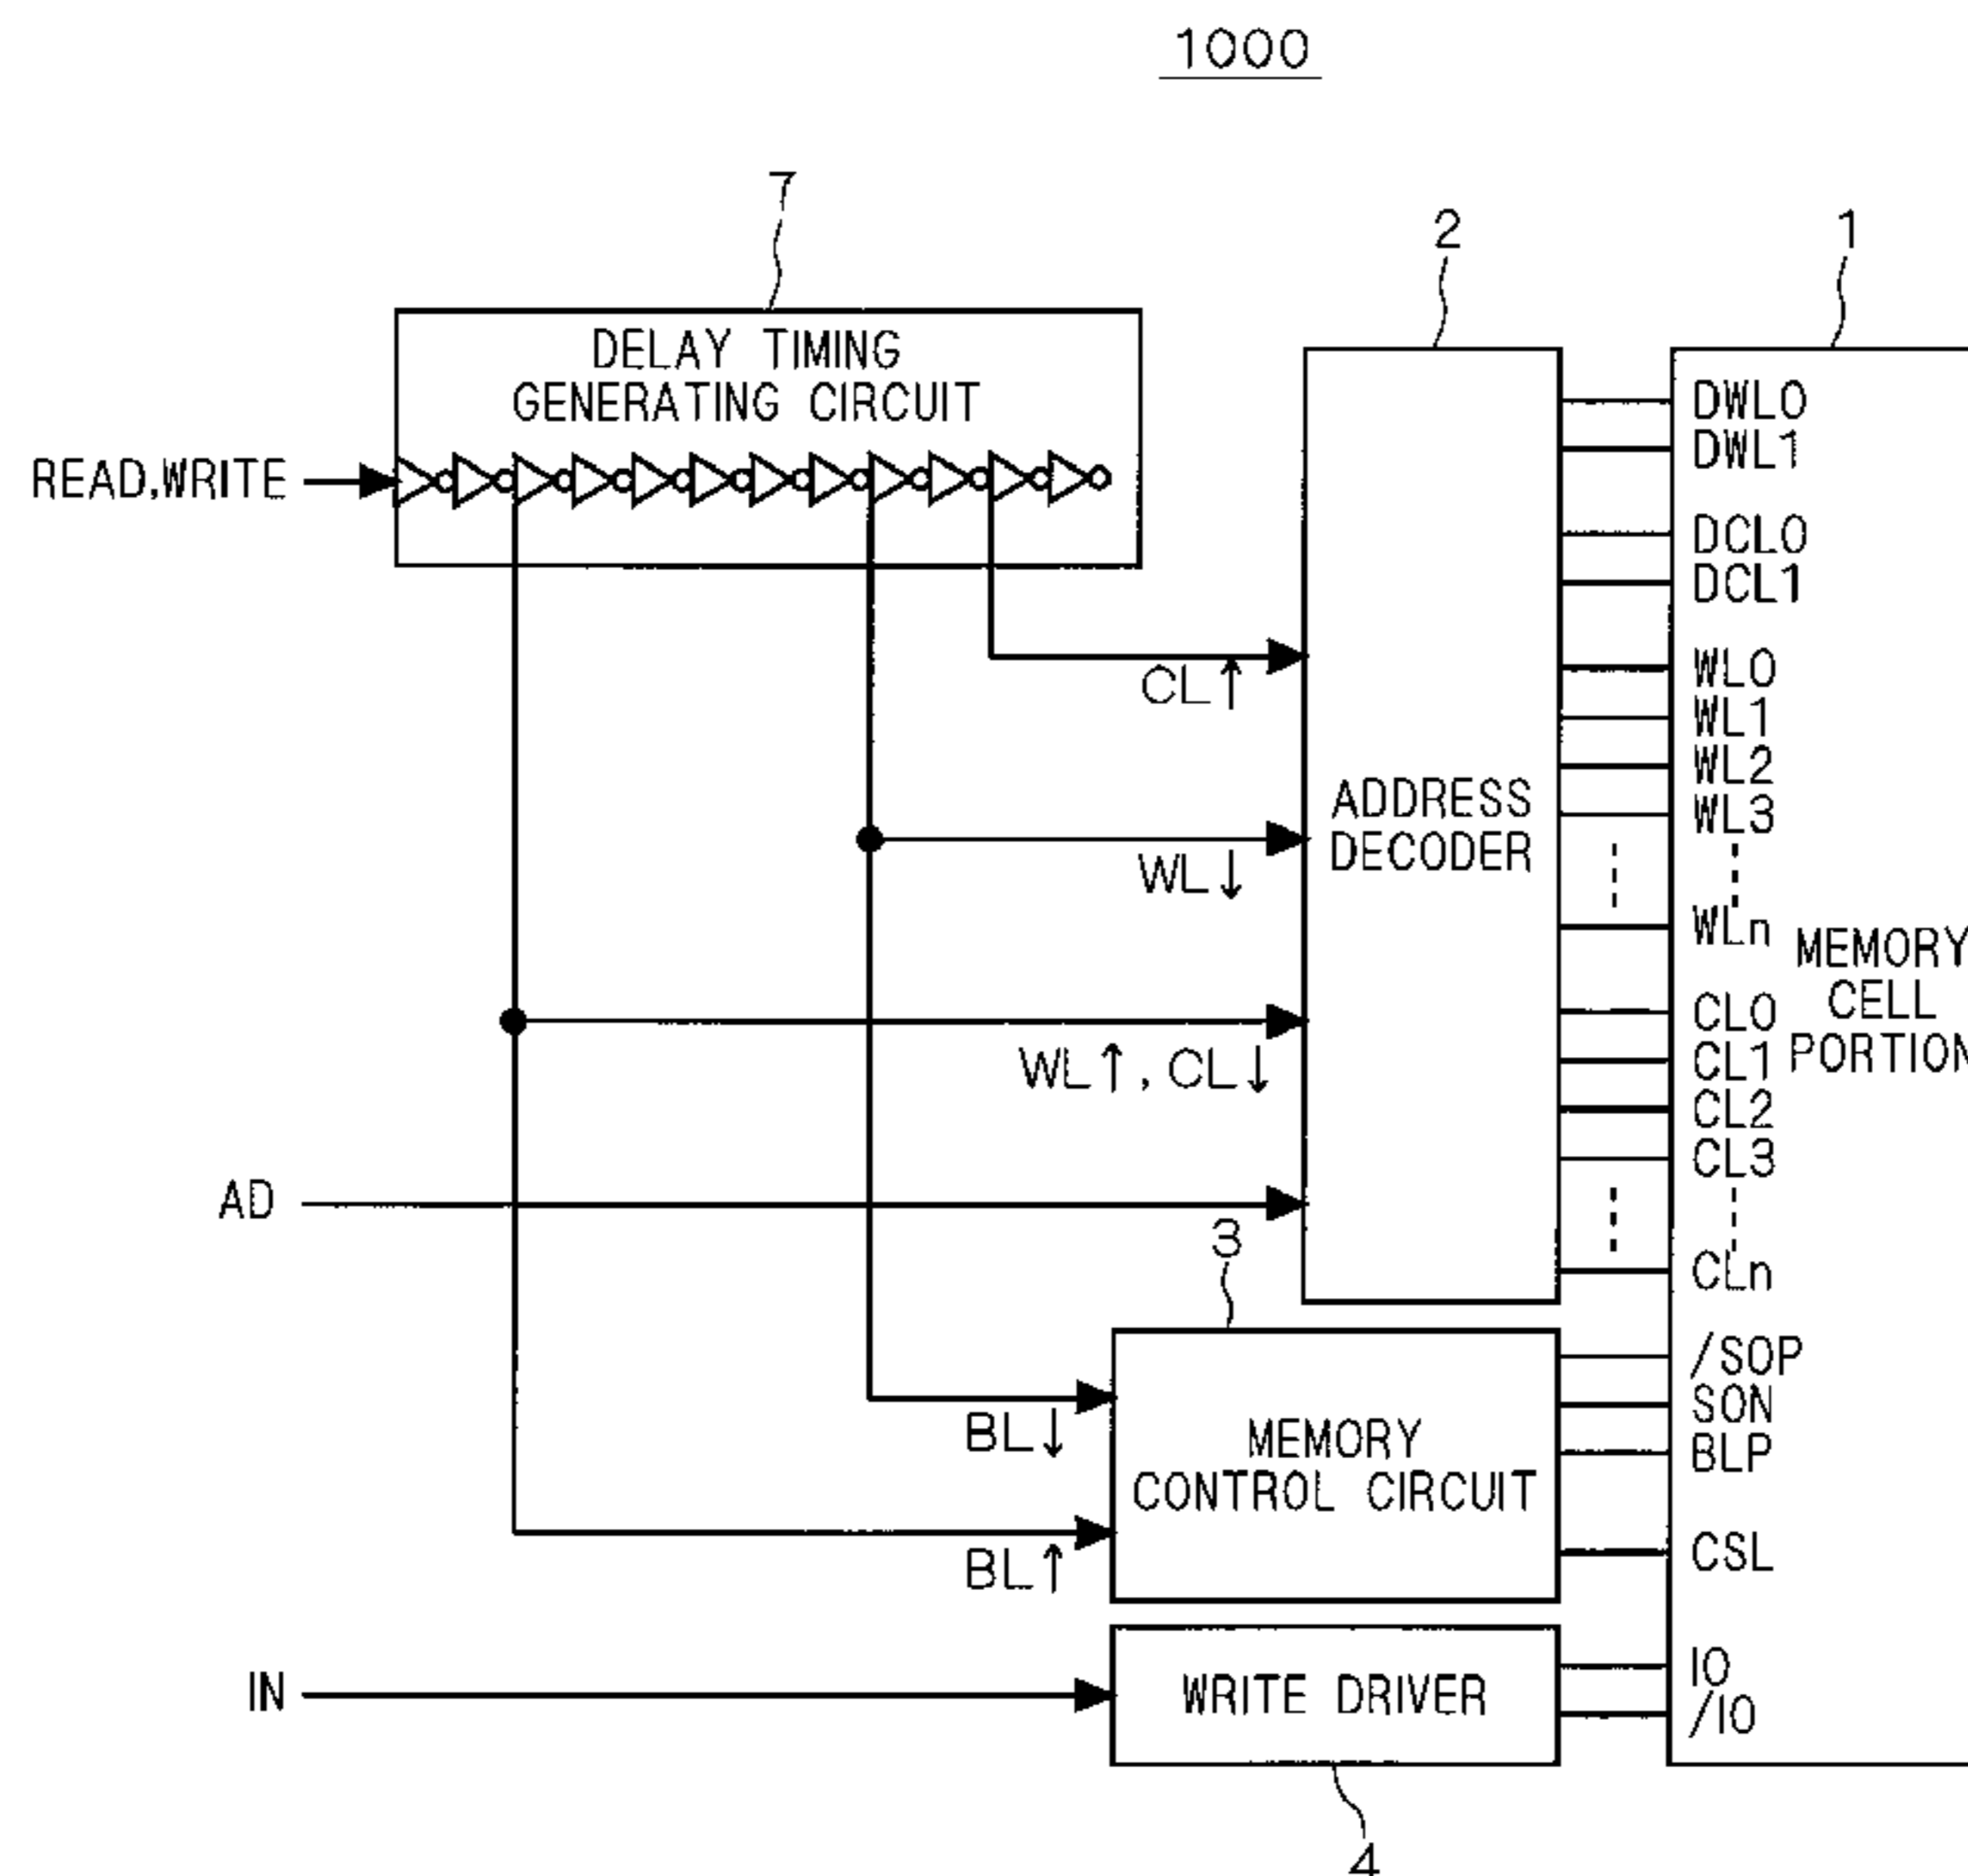 1000
7
2
1
DELAY TIMING
GENERATING CIRCUIT
READ,WRITE
DWL0
DWL1
DCL0
DCL1
CL↑
WL0
WL1
WL2
WL3
WLn
ADDRESS
DECODER
WL↓
MEMORY
CELL
PORTION
WL↑, CL↓
CL0
CL1
CL2
CL3
CLn
AD
3
/SOP
SON
BLP
CSL
BL↓
MEMORY
CONTROL CIRCUIT
BL↑
IN
WRITE DRIVER
IO
/IO
4